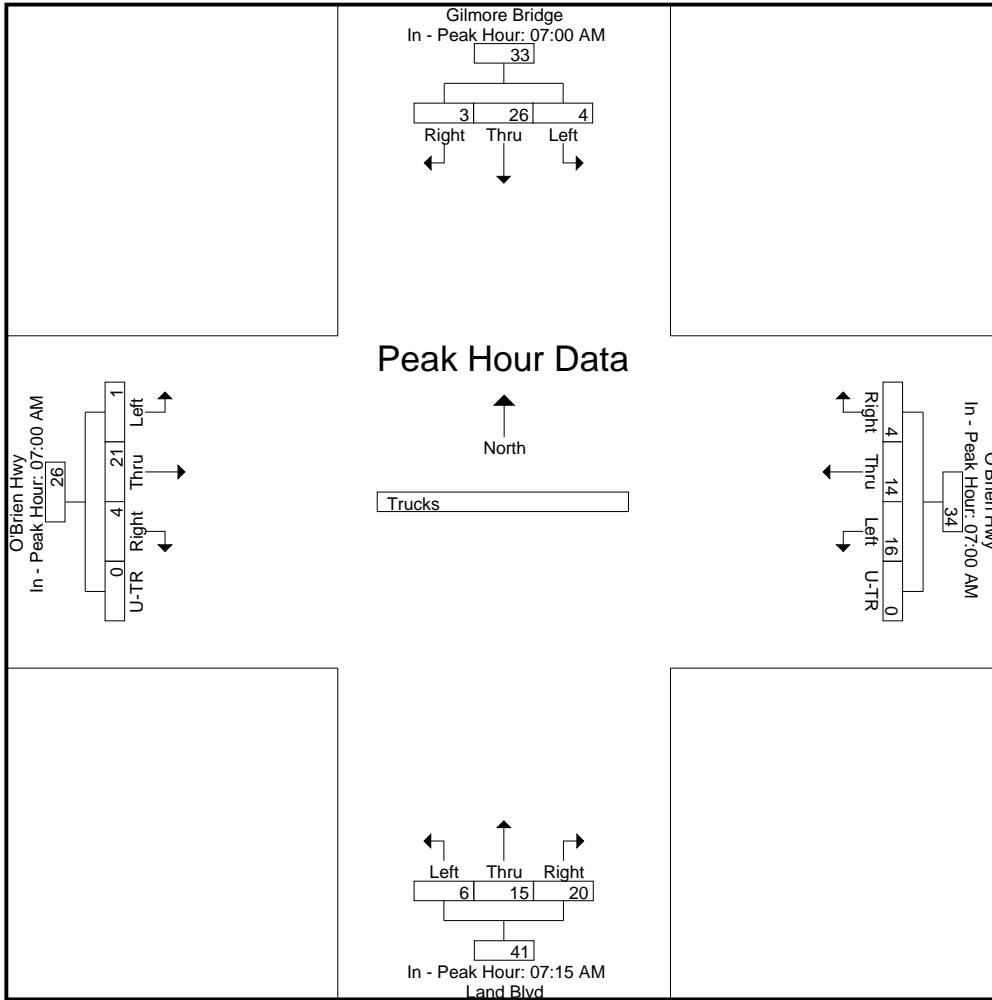 Gilmore Bridge
In - Peak Hour: 07:00 AM
33
3 26 4
Right Thru Left
Peak Hour Data
North
Trucks
O'Brien Hwy
In - Peak Hour: 07:00 AM
26
1 21 4 0
Left Thru Right U-TR
O'Brien Hwy
In - Peak Hour: 07:00 AM
34
4 14 16 0
Right Thru Left U-TR
Left Thru Right
6 15 20
41
In - Peak Hour: 07:15 AM
Land Blvd